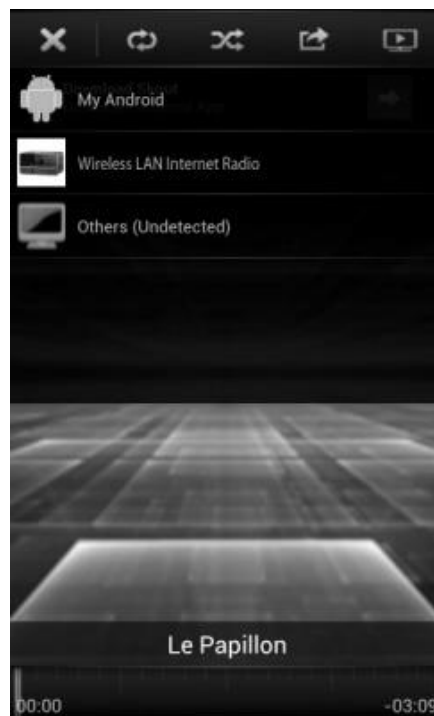 My Android
Wireless LAN Internet Radio
Others (Undetected)
Le Papillon
00:00
-03:09